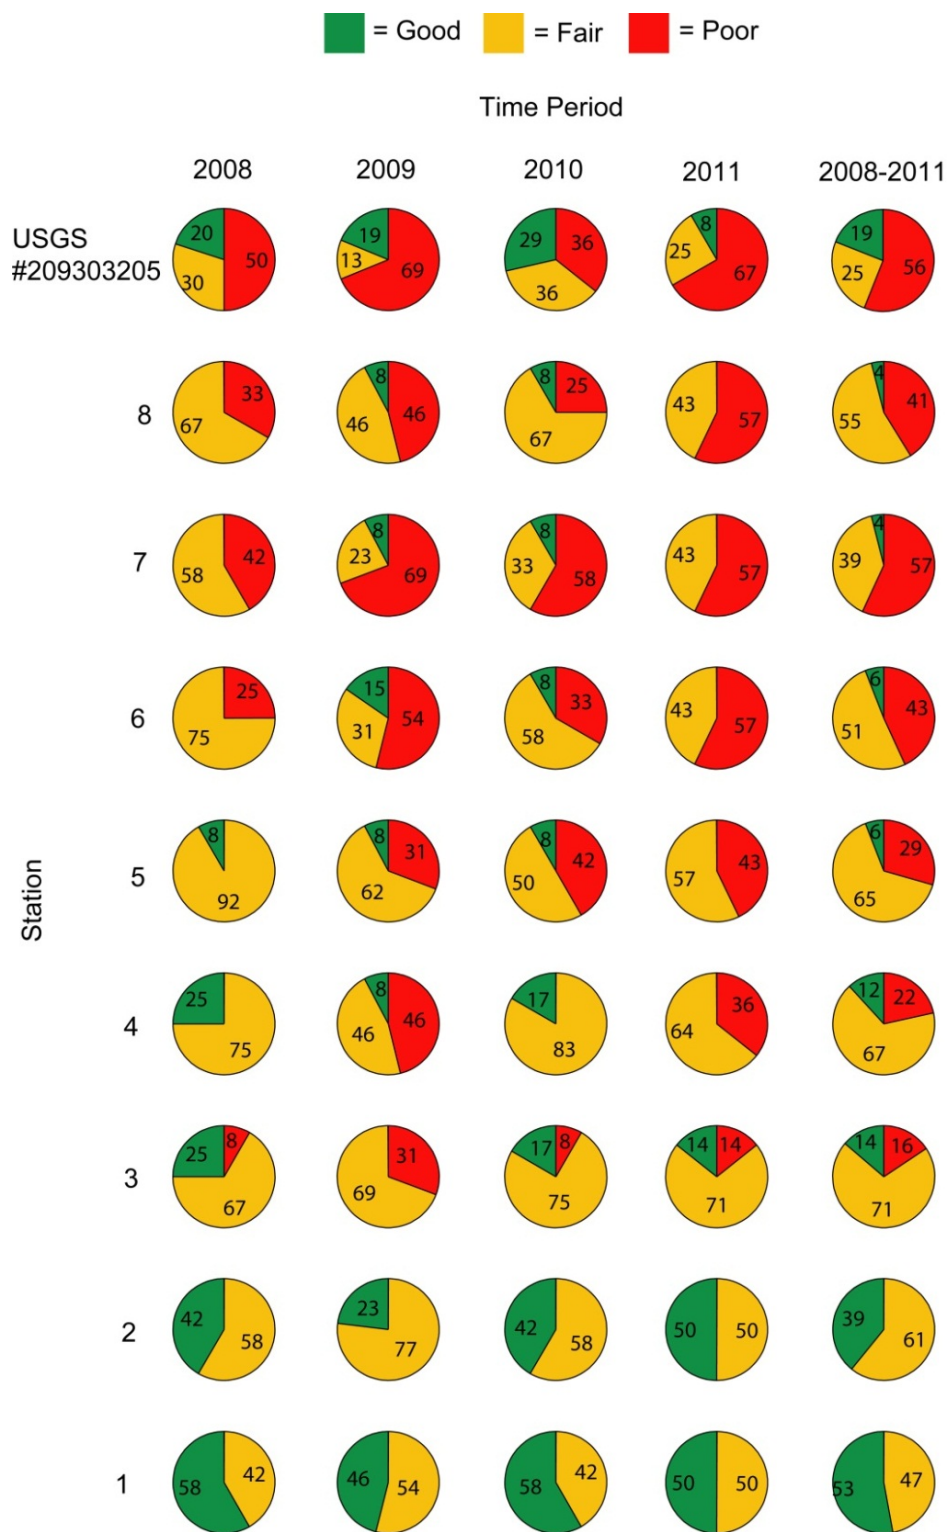 = Good = Fair = Poor
Time Period
2008 2009 2010 2011 2008-2011
USGS
#209303205
20 50 30
19 13 69
29 36 36
8 25 67
19 25 56
8
33 67
8 46 46
8 25 67
43 57
4 41 55
7
42 58
8 23 69
8 33 58
43 57
4 39 57
6
25 75
15 54 31
8 33 58
43 57
6 43 51
Station
5
8 92
8 31 62
8 42 50
57 43
6 29 65
4
25 75
8 46 46
17 83
36 64
12 22 67
3
25 8 67
31 69
17 8 75
14 14 71
14 16 71
2
42 58
23 77
42 58
50 50
39 61
1
58 42
46 54
58 42
50 50
53 47